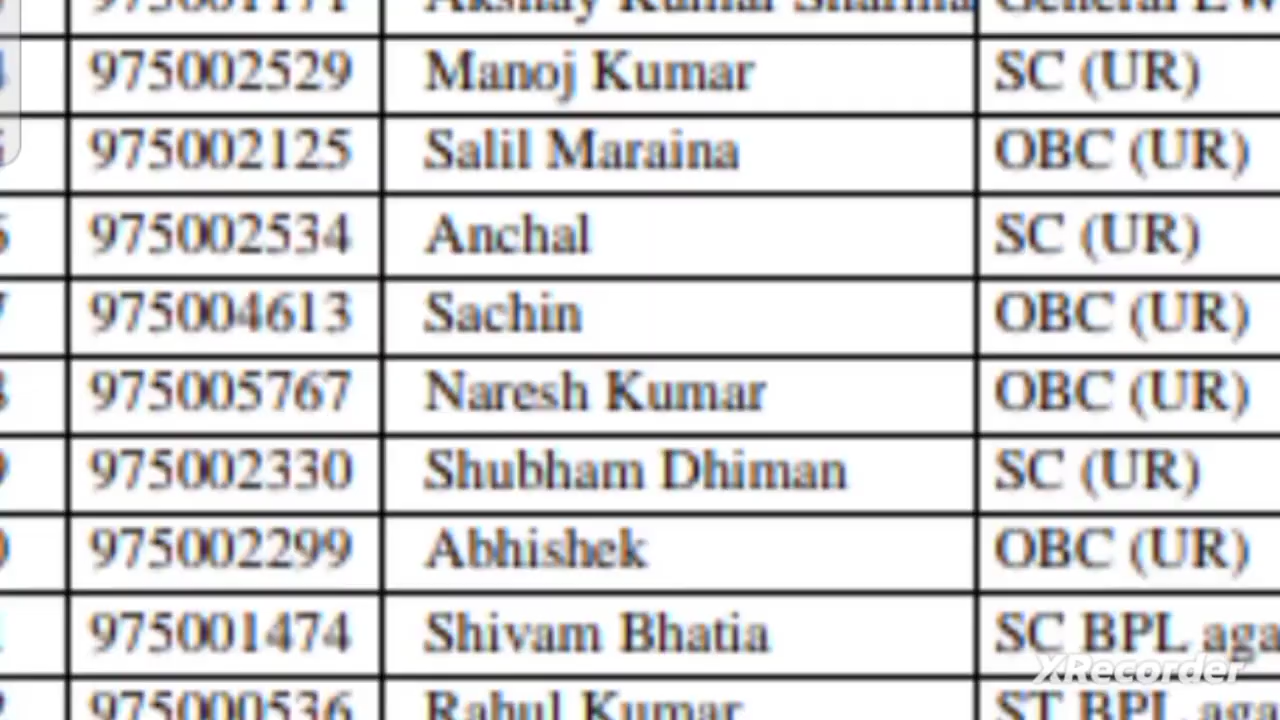 Akshay Kumar Sharma General EW
975002529 Manoj Kumar SC (UR)
975002125 Salil Maraina OBC (UR)
975002534 Anchal SC (UR)
975004613 Sachin OBC (UR)
975005767 Naresh Kumar OBC (UR)
975002330 Shubham Dhiman SC (UR)
975002299 Abhishek OBC (UR)
975001474 Shivam Bhatia SC BPL aga
XRecorder
975000536 Rahul Kumar ST BPL aga